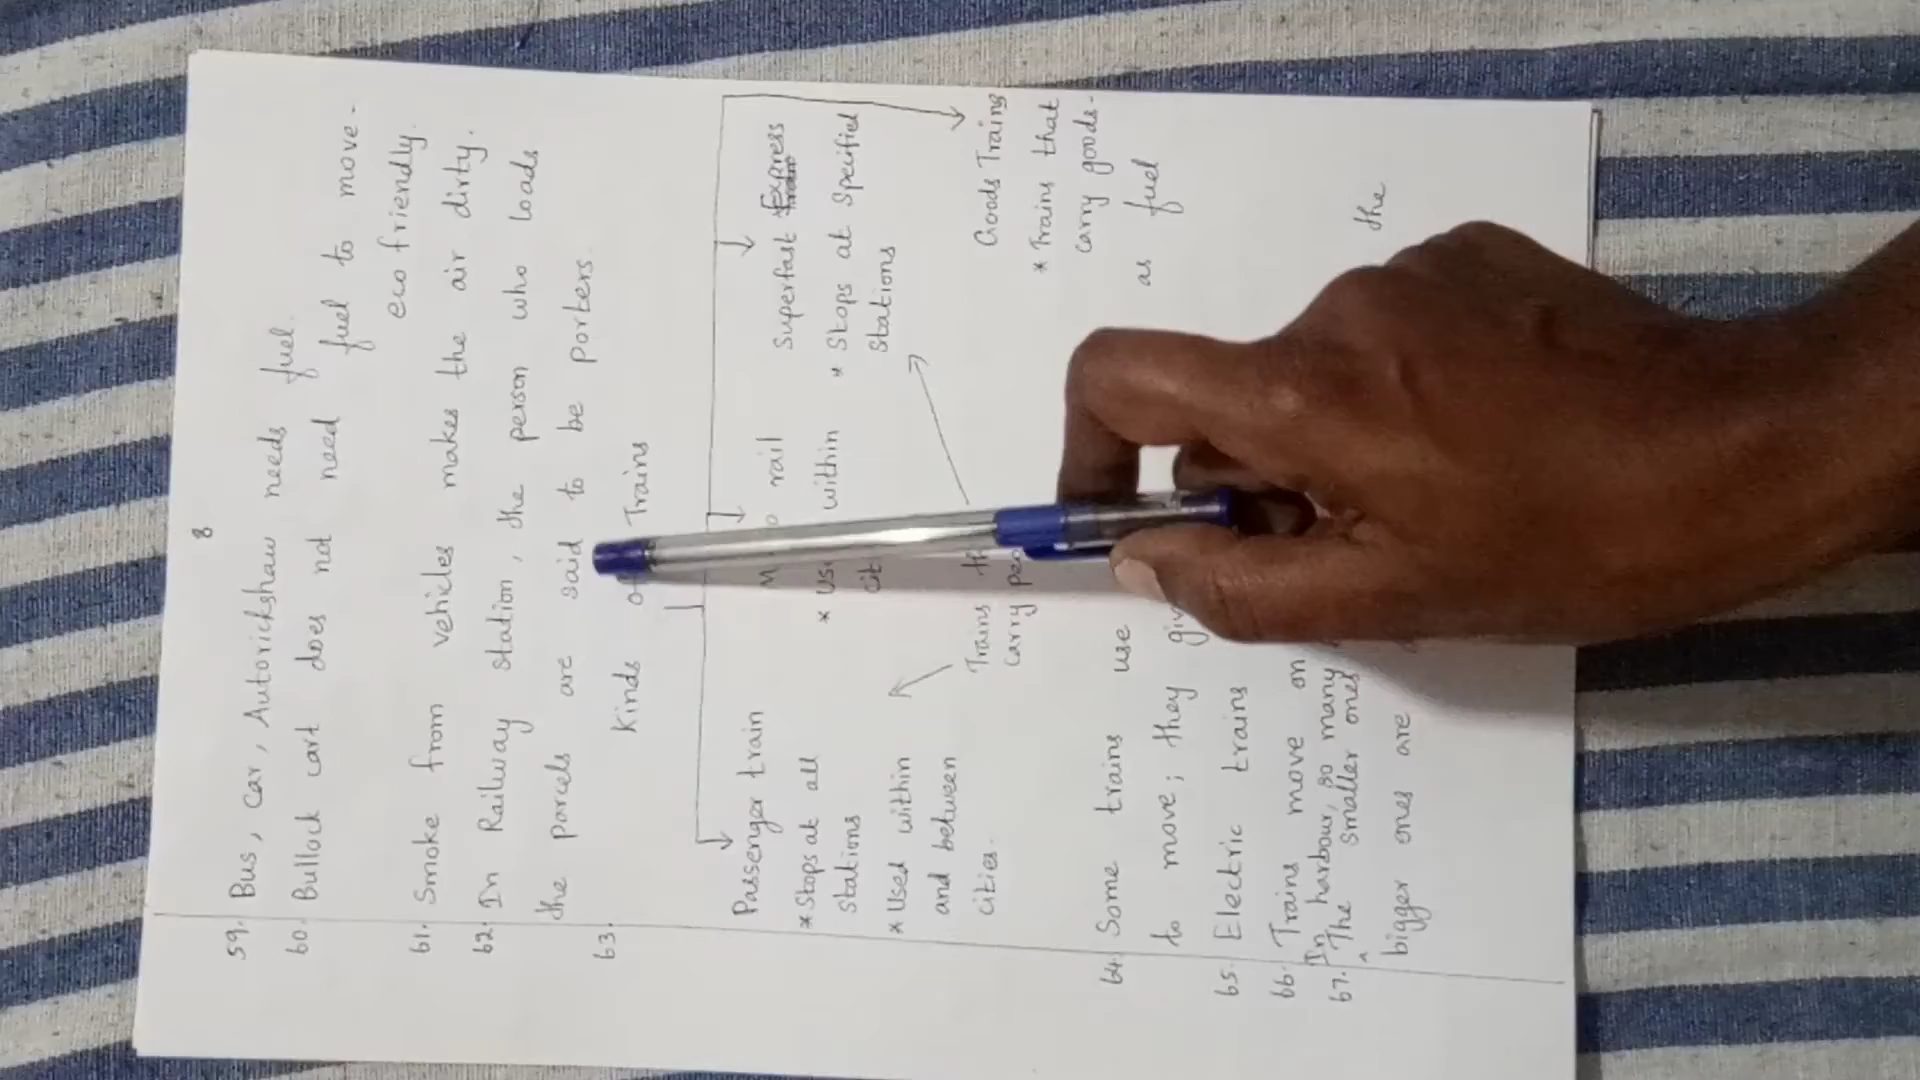 8
59. Bus, Car, Autorickshaw needs fuel.
60. Bullock cart does not need fuel to move.
eco friendly.
61. Smoke from vehicles makes the air dirty.
62. In Railway station, the person who loads
the parcels are said to be porters.
63. Kinds of Trains
Passenger train
* Stops at all
stations
* Used within
and between
cities.
rail
* within
Superfast Express
* Stops at Specified
stations
Trains
carry
Goods Trains
* Trains that
carry goods.
64. Some trains use as fuel
to move; they
65. Electric trains
66. Trains move on
In harbour, so many
67. The smaller ones the
bigger ones are